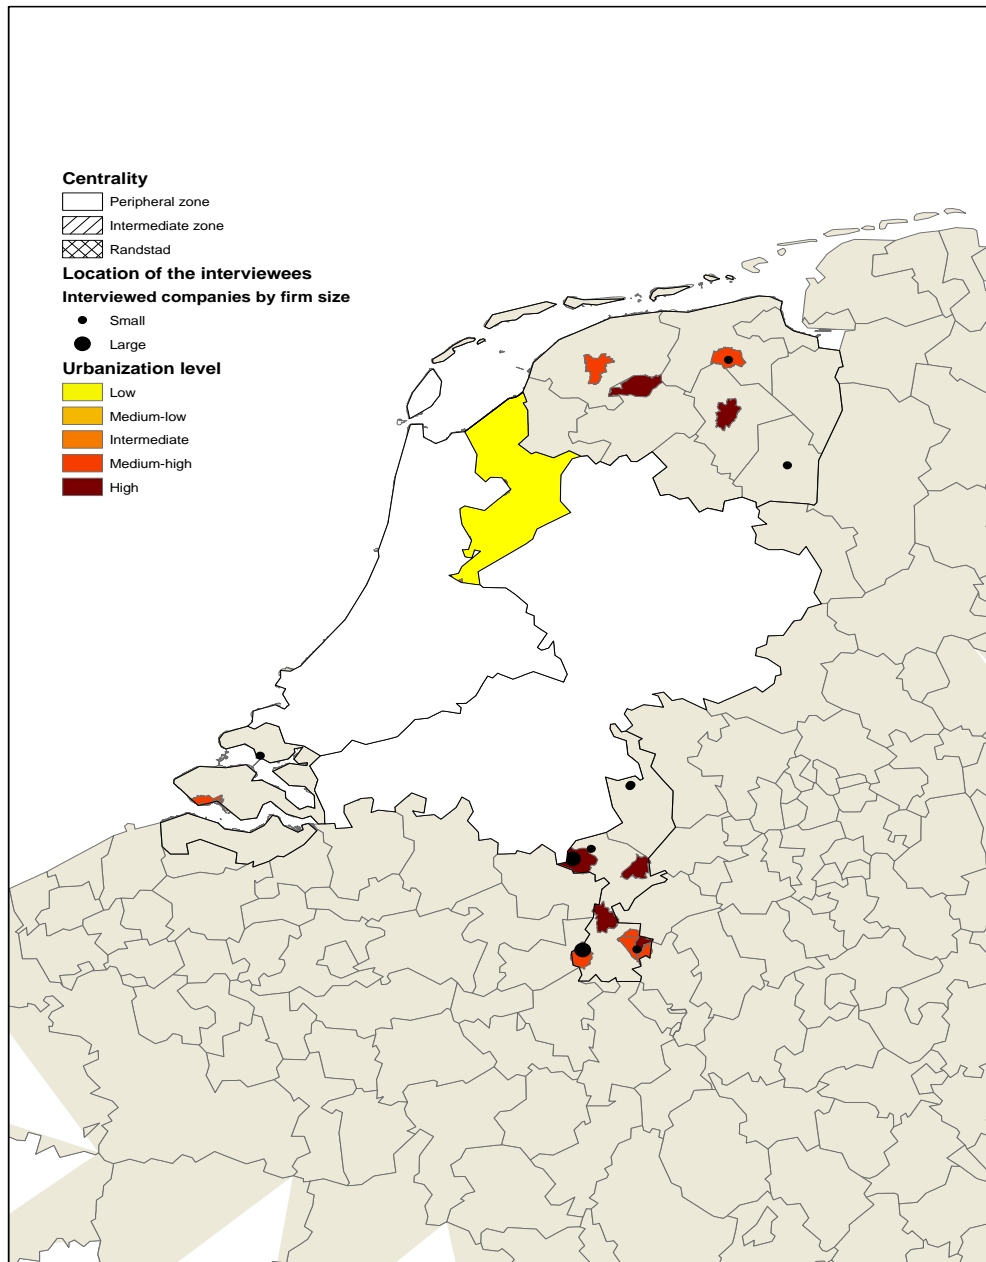 Centrality
Peripheral zone
Intermediate zone
Randstad
Location of the interviewees
Interviewed companies by firm size
Small
Large
Urbanization level
Low
Medium-low
Intermediate
Medium-high
High